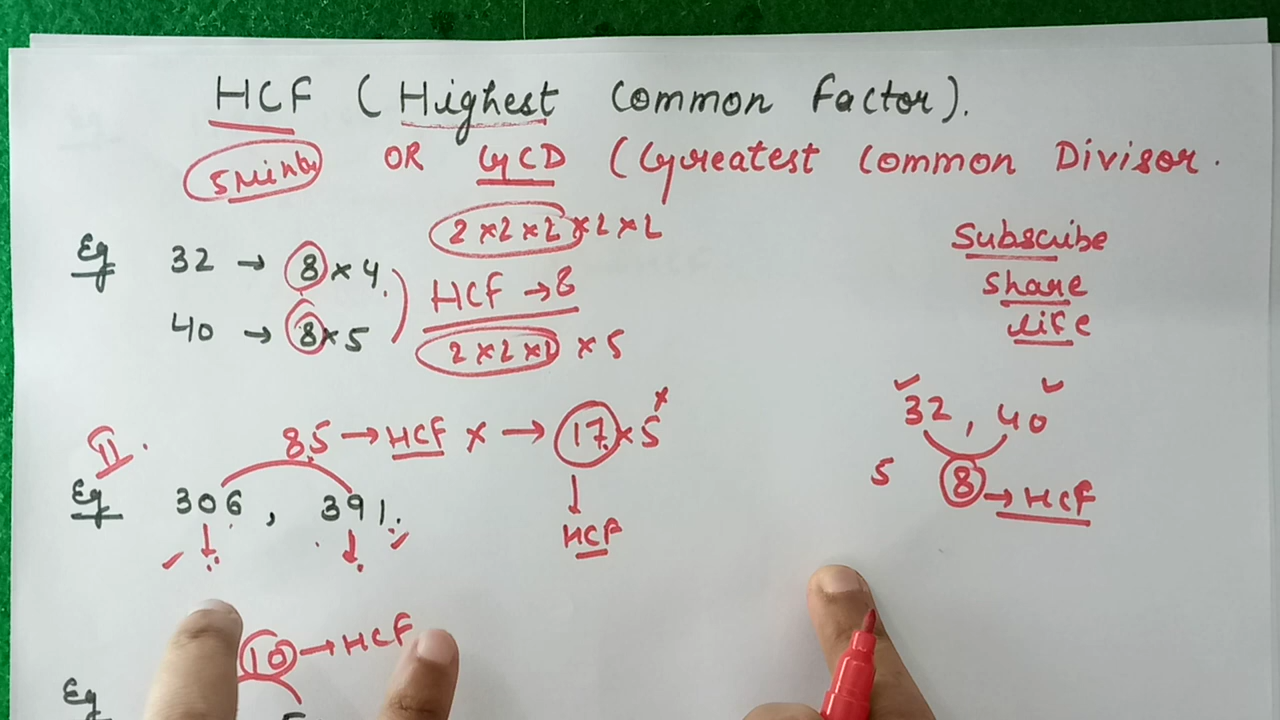 HCF (Highest Common Factor).
OR GCD (Greatest Common Divisor.
2×2×2×2×2
Eg 32 → 8×4
HCF → 8
40 → 8×5
2×2×2 × 5
Subscribe
Share
Like
32, 40
8 → HCF
5
II.
85 → HCF × → 17×5
×
HCF
Eg 306, 391.
10 → HCF
Eg